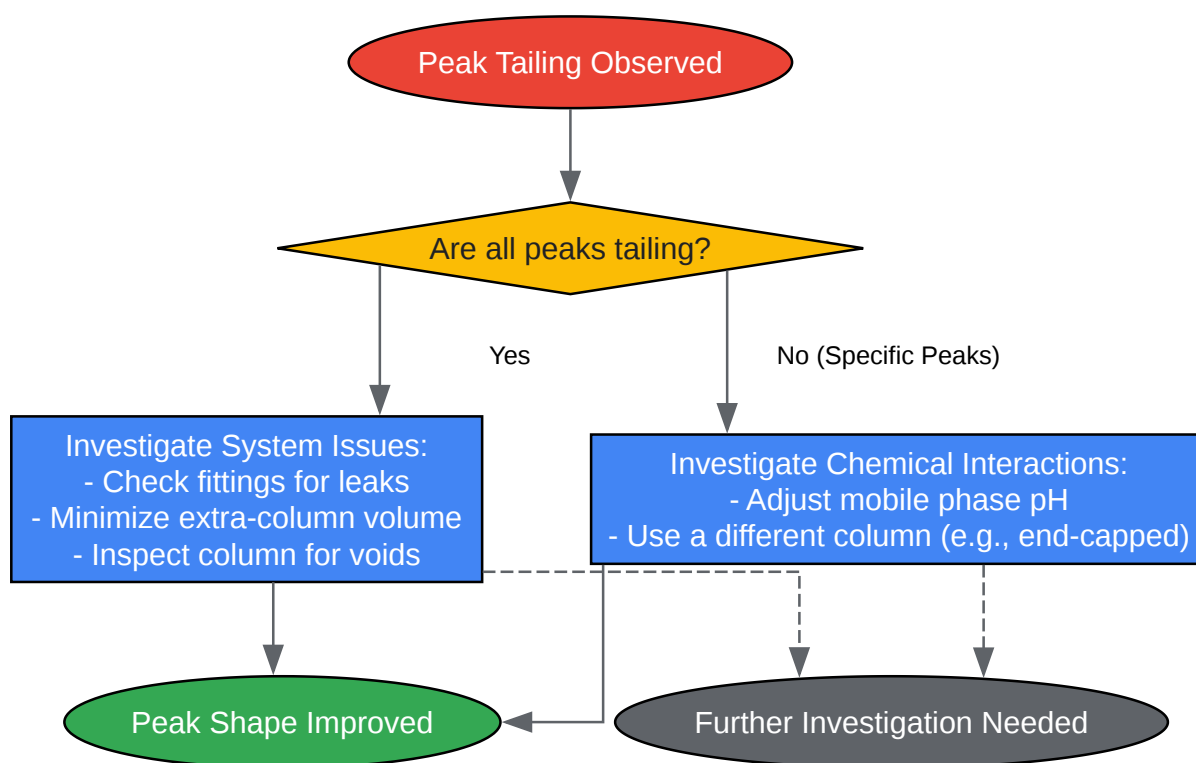 Peak Tailing Observed
Are all peaks tailing?
Yes
No (Specific Peaks)
Investigate System Issues:
- Check fittings for leaks
- Minimize extra-column volume
- Inspect column for voids
Investigate Chemical Interactions:
- Adjust mobile phase pH
- Use a different column (e.g., end-capped)
Peak Shape Improved
Further Investigation Needed